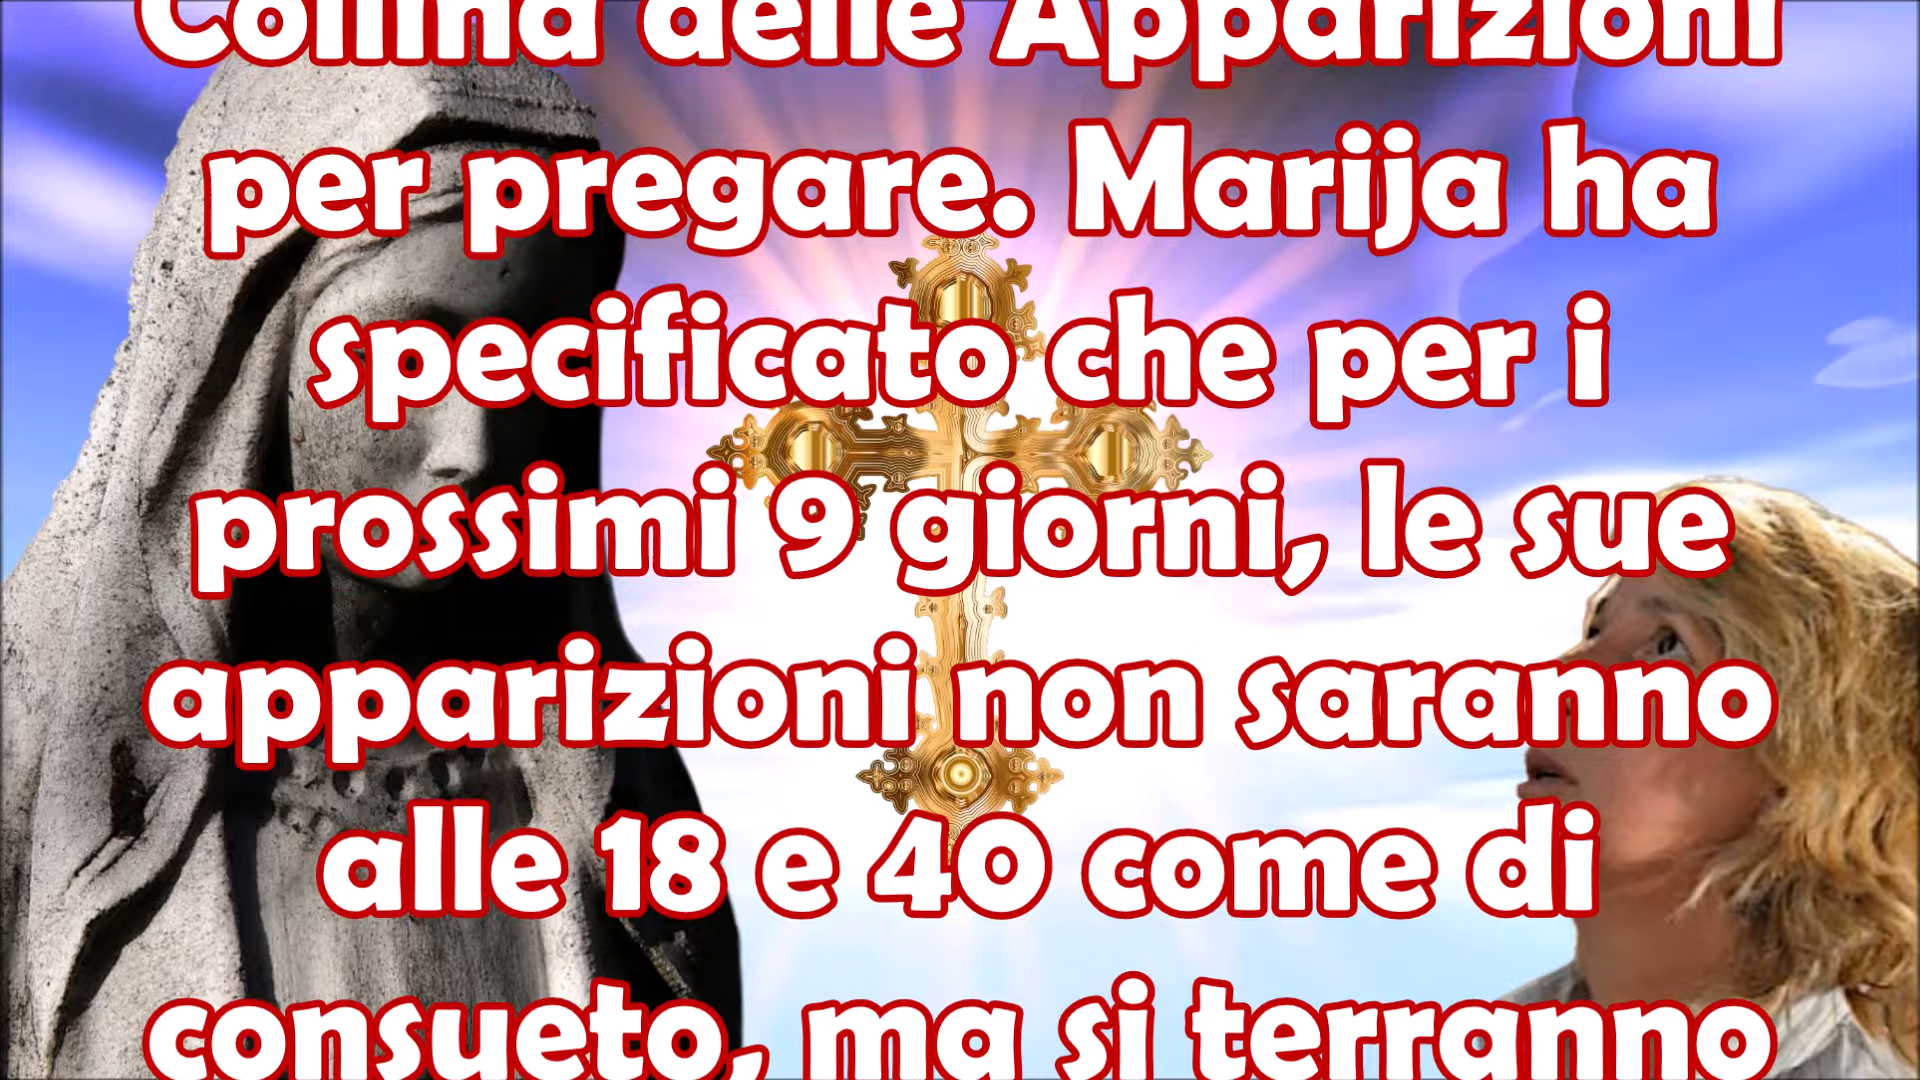 Collina delle Apparizioni
per pregare. Marija ha
specificato che per i
prossimi 9 giorni, le sue
apparizioni non saranno
alle 18 e 40 come di
consueto, ma si terranno